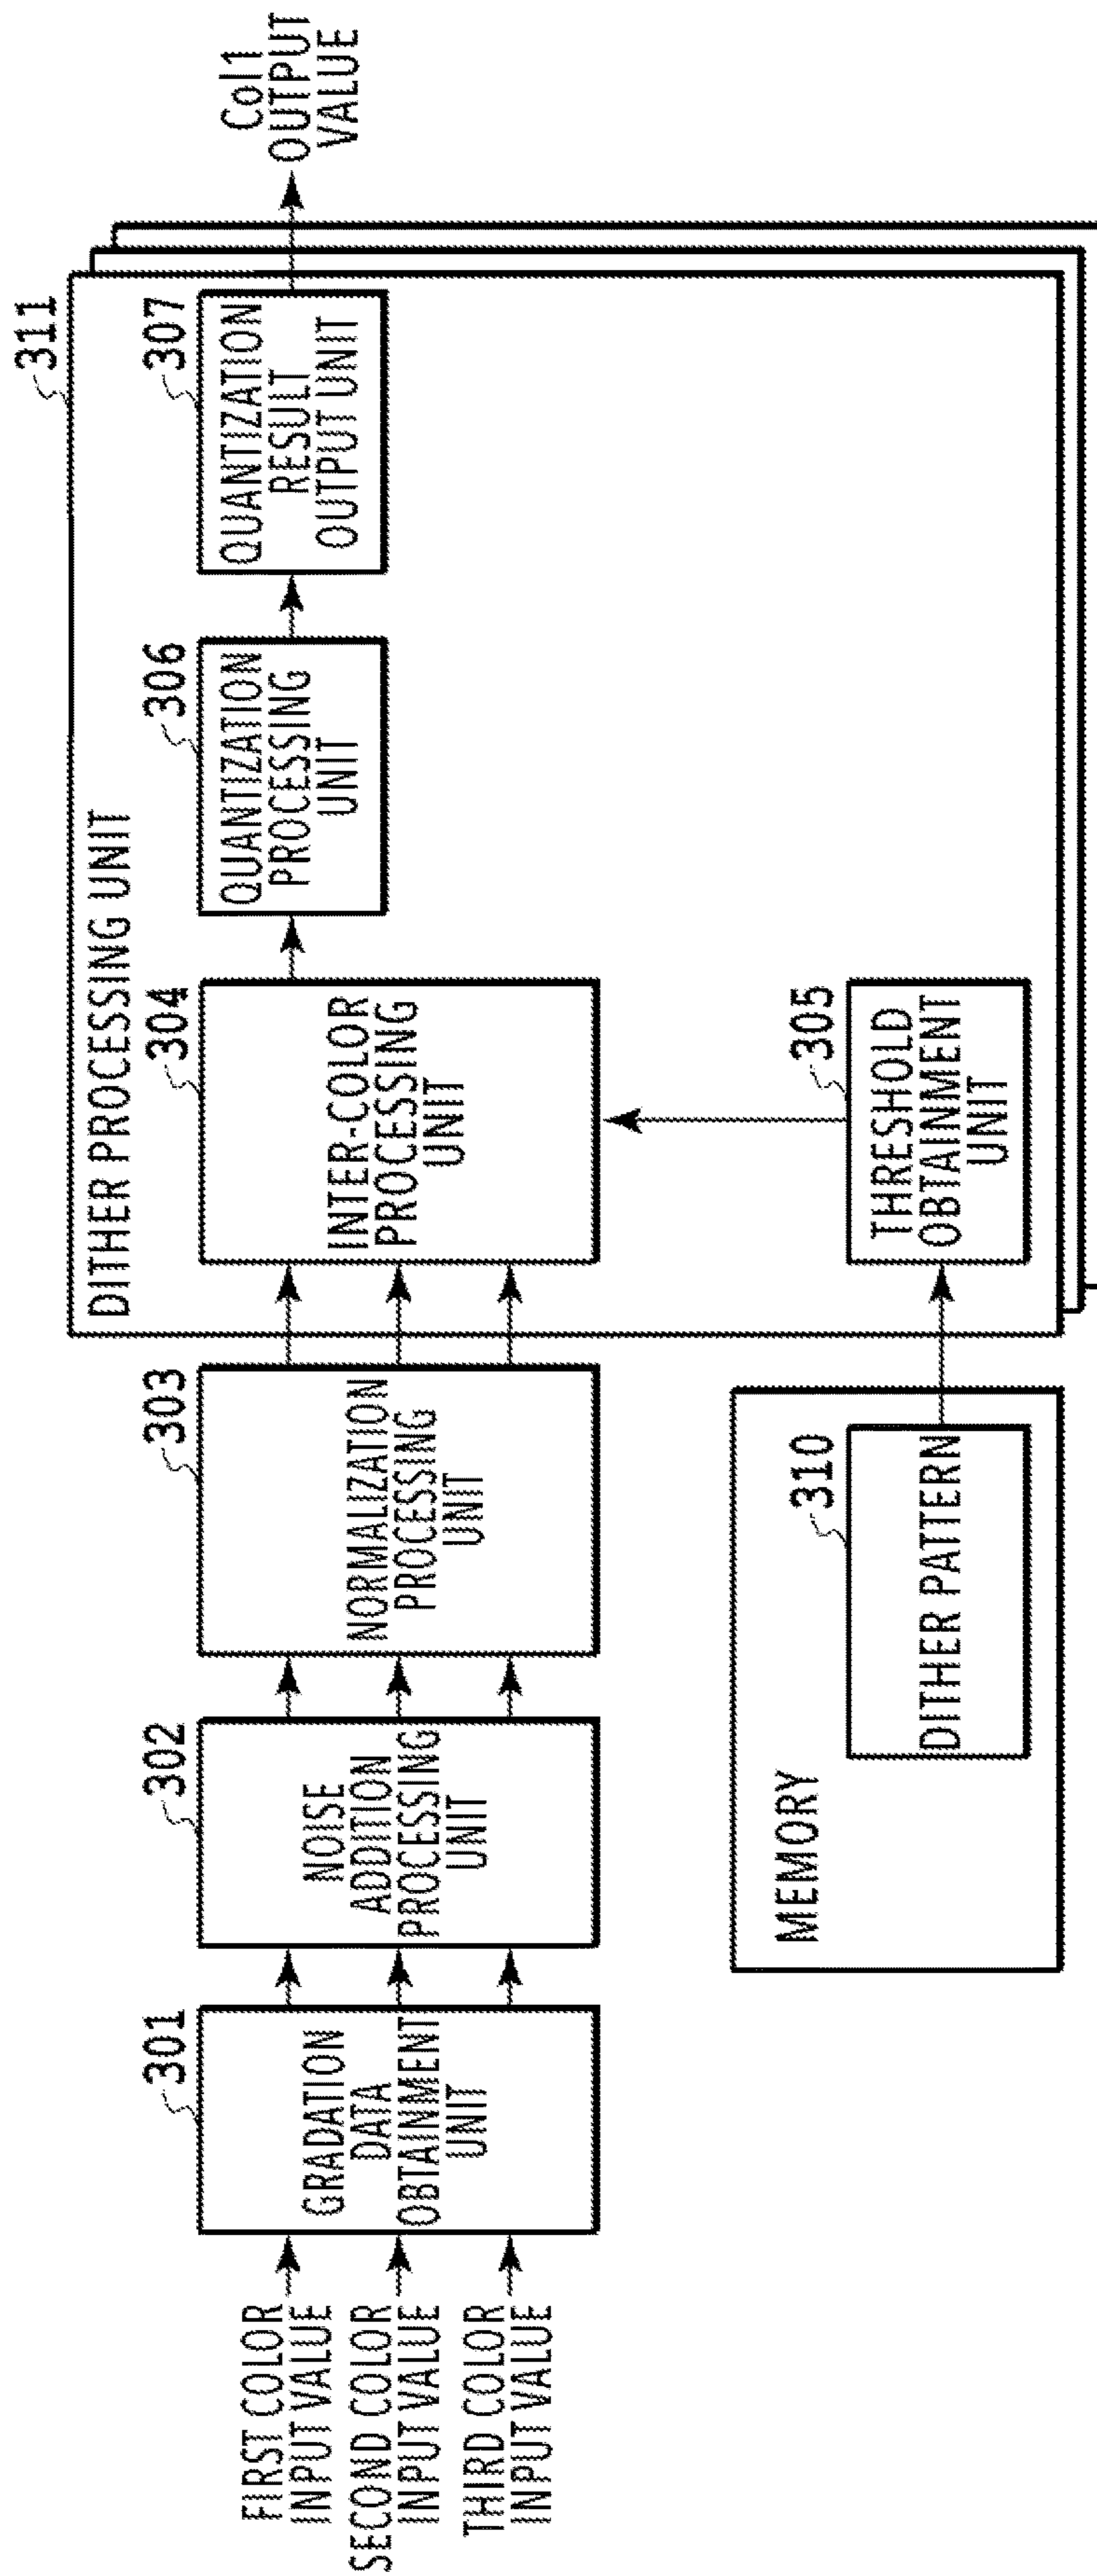 FIRST COLOR
INPUT VALUE
SECOND COLOR
INPUT VALUE
THIRD COLOR
INPUT VALUE
301
GRADATION
DATA
OBTAINMENT
UNIT
302
NOISE
ADDITION
PROCESSING
UNIT
303
NORMALIZATION
PROCESSING
UNIT
MEMORY
310
DITHER PATTERN
311
DITHER PROCESSING UNIT
304
INTER-COLOR
PROCESSING
UNIT
305
THRESHOLD
OBTAINMENT
UNIT
306
QUANTIZATION
PROCESSING
UNIT
307
QUANTIZATION
RESULT
OUTPUT UNIT
Col1
OUTPUT
VALUE